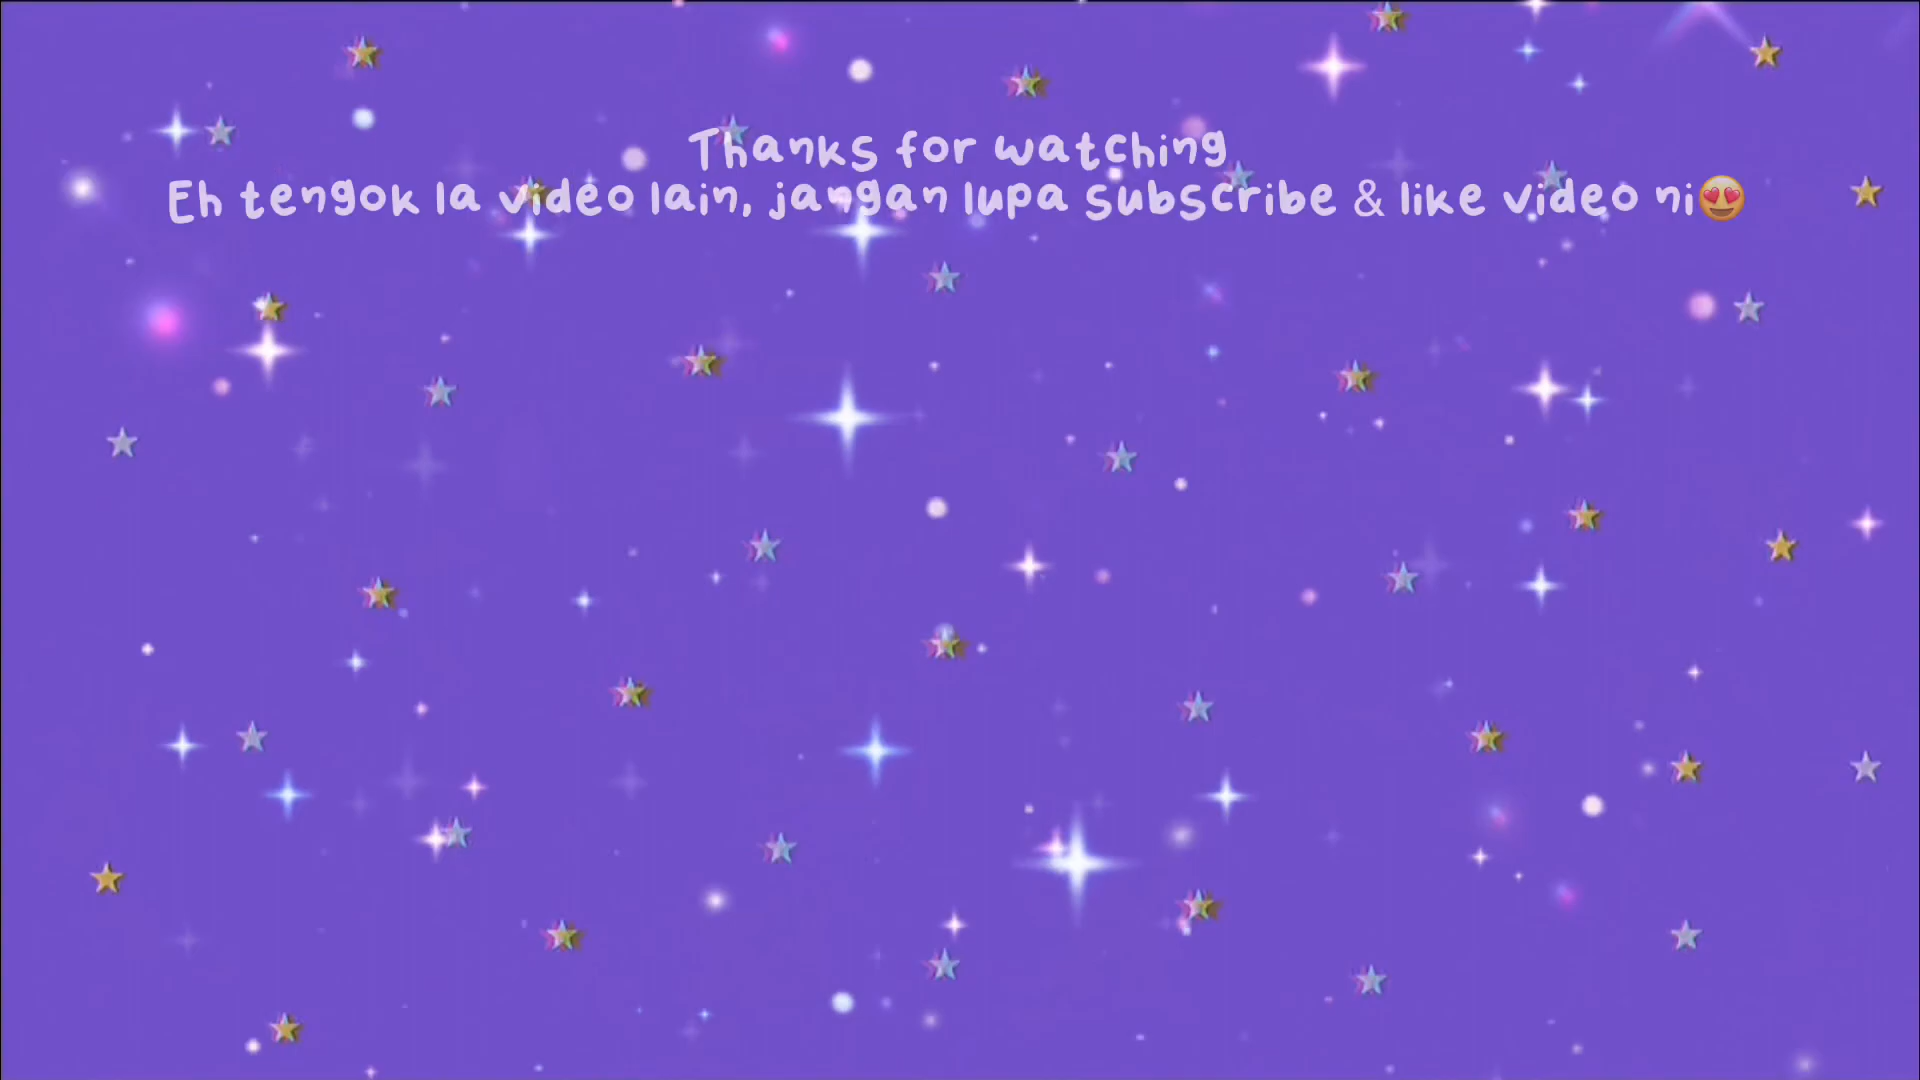 Thanks for watching
Eh tengok la video lain, jangan lupa subscribe & like video ni😍